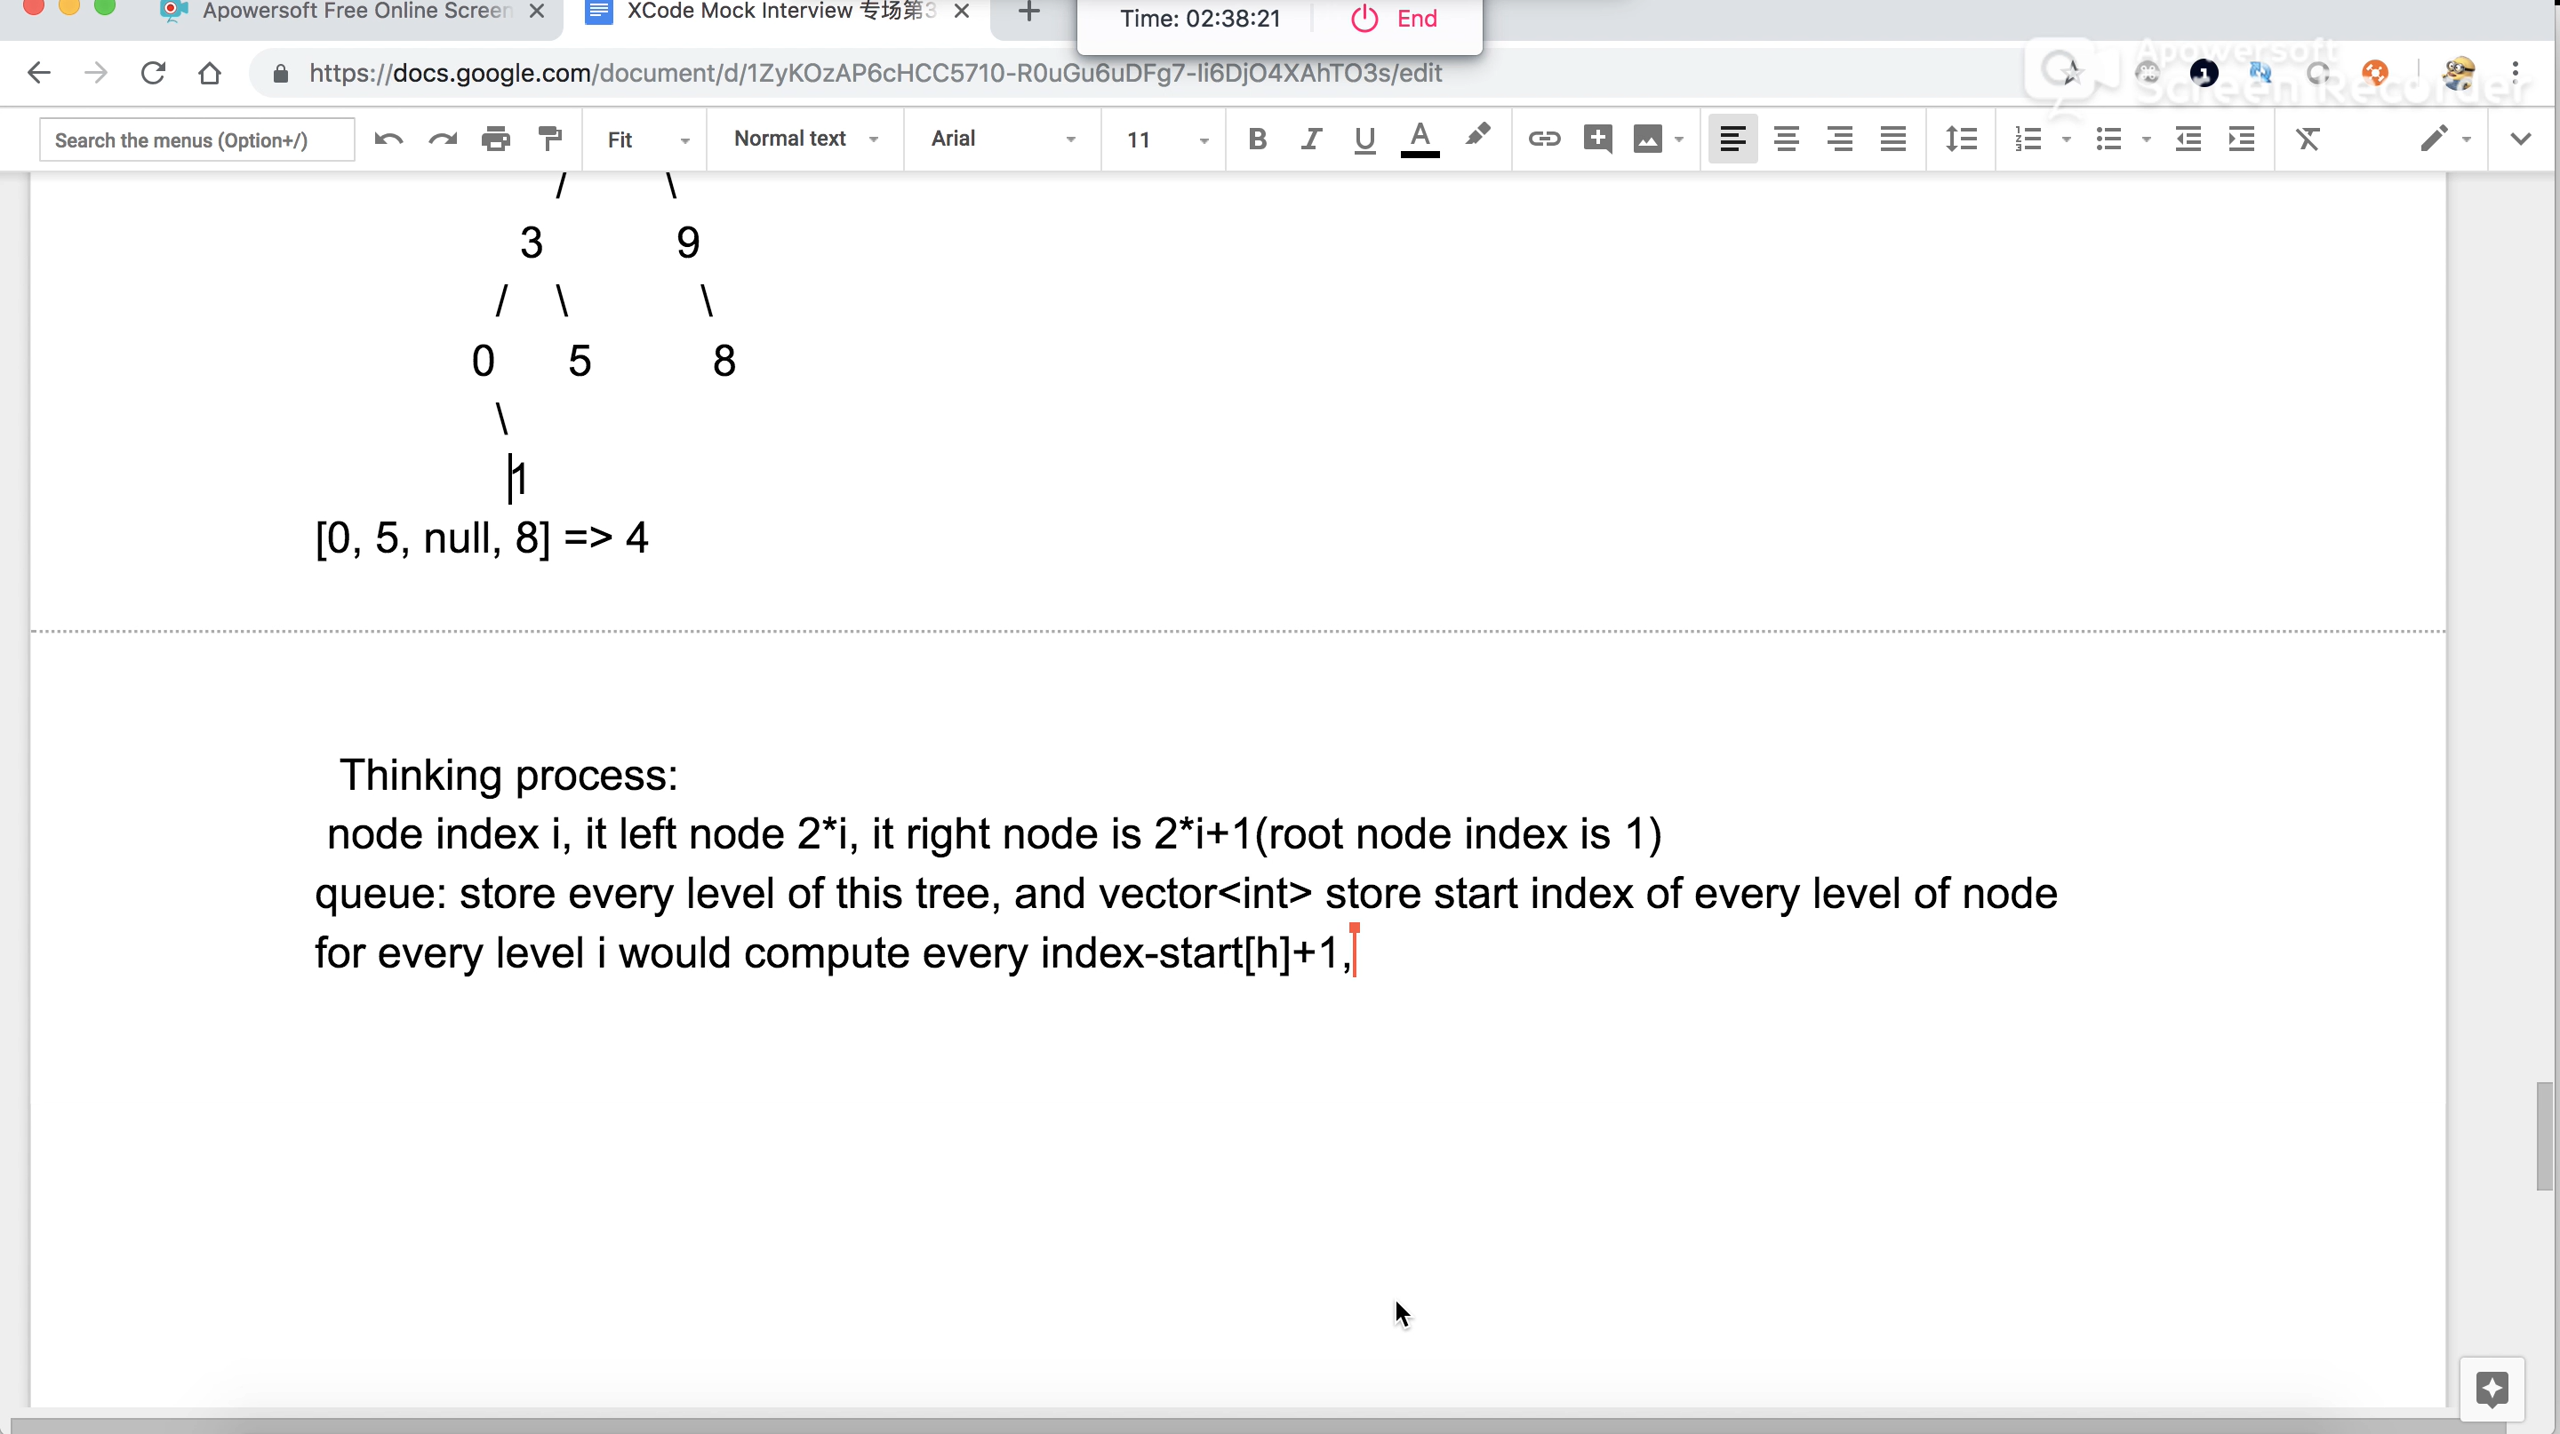 Apowersoft Free Online Screen
XCode Mock Interview 专场第3
Time: 02:38:21
End
https://docs.google.com/document/d/1ZyKOzAP6cHCC5710-R0uGu6uDFg7-Ii6DjO4XAhTO3s/edit
Apowersoft
Screen Recorder
Search the menus (Option+/)
Fit
Normal text
Arial
11
B I U A
/ \
3 9
/ \ \
0 5 8
\
1
[0, 5, null, 8] => 4
Thinking process:
node index i, it left node 2*i, it right node is 2*i+1(root node index is 1)
queue: store every level of this tree, and vector<int> store start index of every level of node
for every level i would compute every index-start[h]+1,